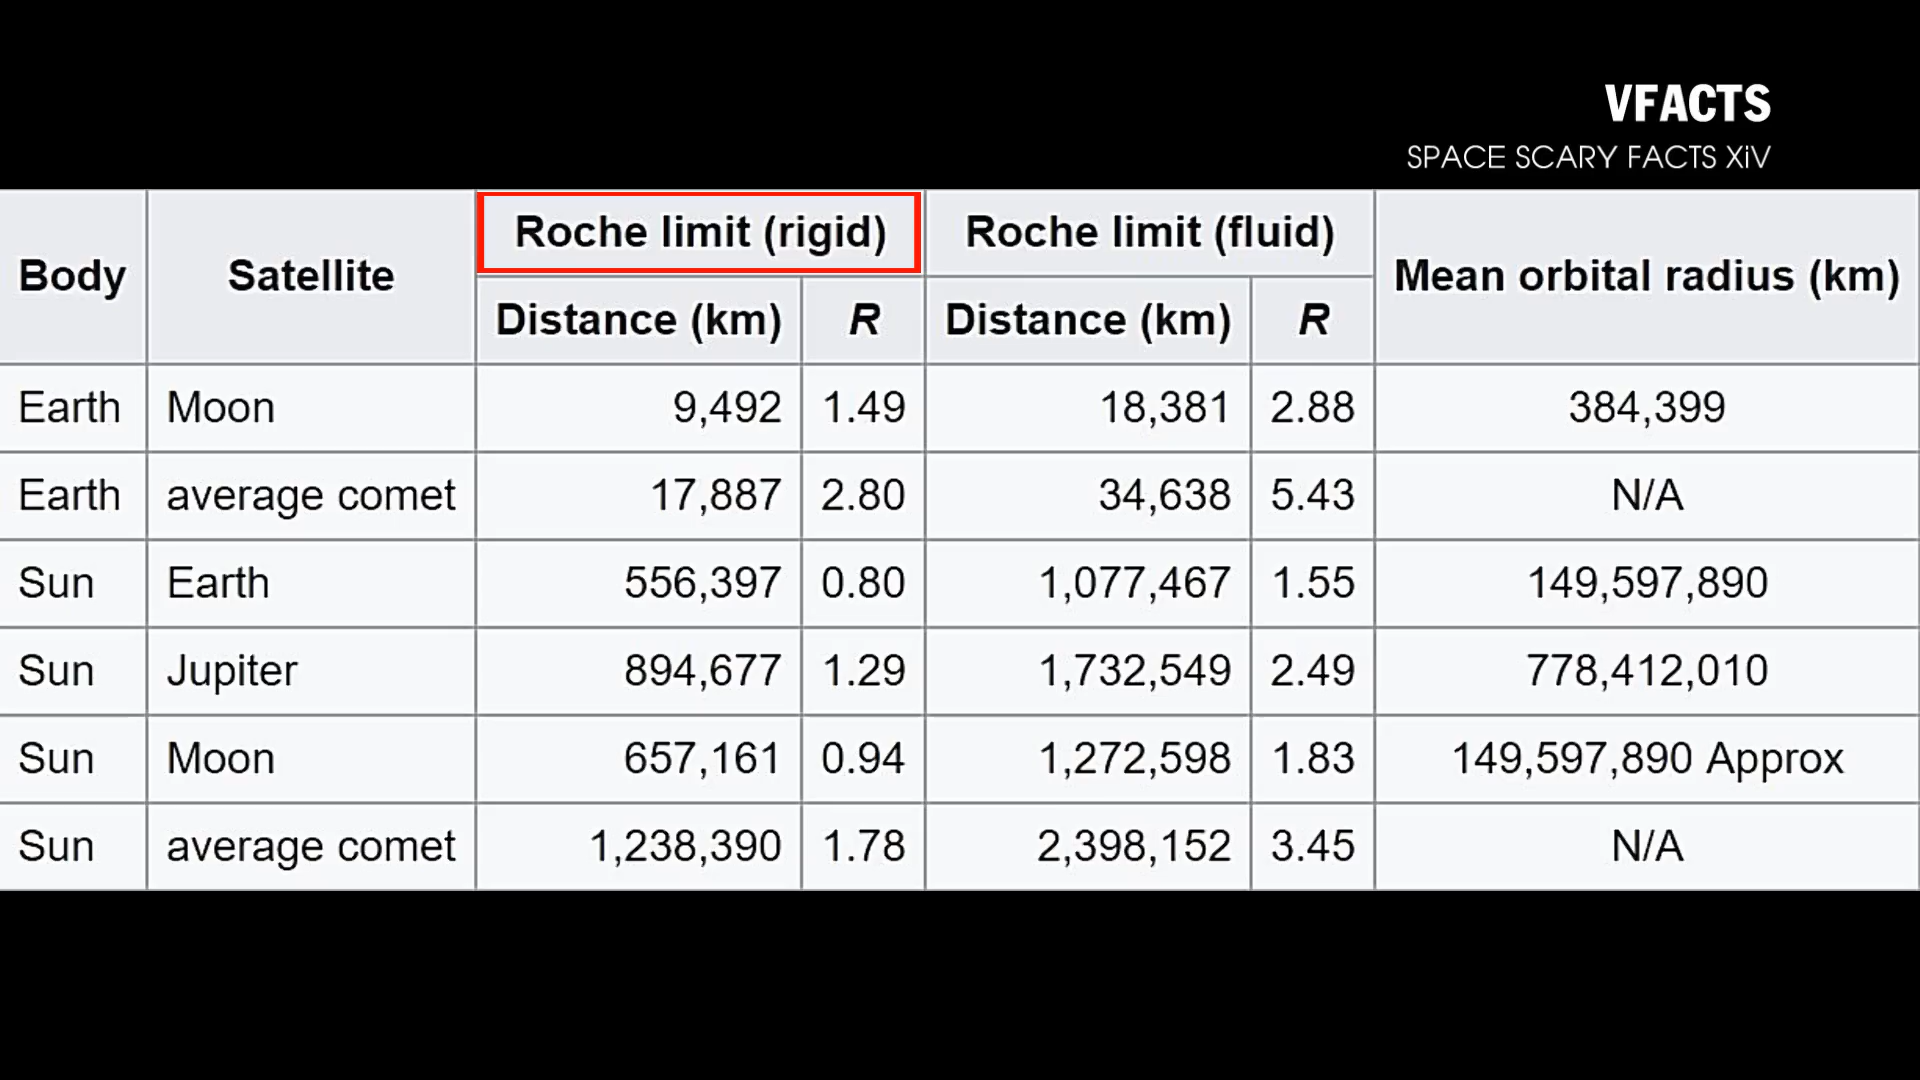 VFACTS
SPACE SCARY FACTS XiV
Body Satellite Roche limit (rigid) Roche limit (fluid) Mean orbital radius (km)
Distance (km) R Distance (km) R
Earth Moon 9,492 1.49 18,381 2.88 384,399
Earth average comet 17,887 2.80 34,638 5.43 N/A
Sun Earth 556,397 0.80 1,077,467 1.55 149,597,890
Sun Jupiter 894,677 1.29 1,732,549 2.49 778,412,010
Sun Moon 657,161 0.94 1,272,598 1.83 149,597,890 Approx
Sun average comet 1,238,390 1.78 2,398,152 3.45 N/A